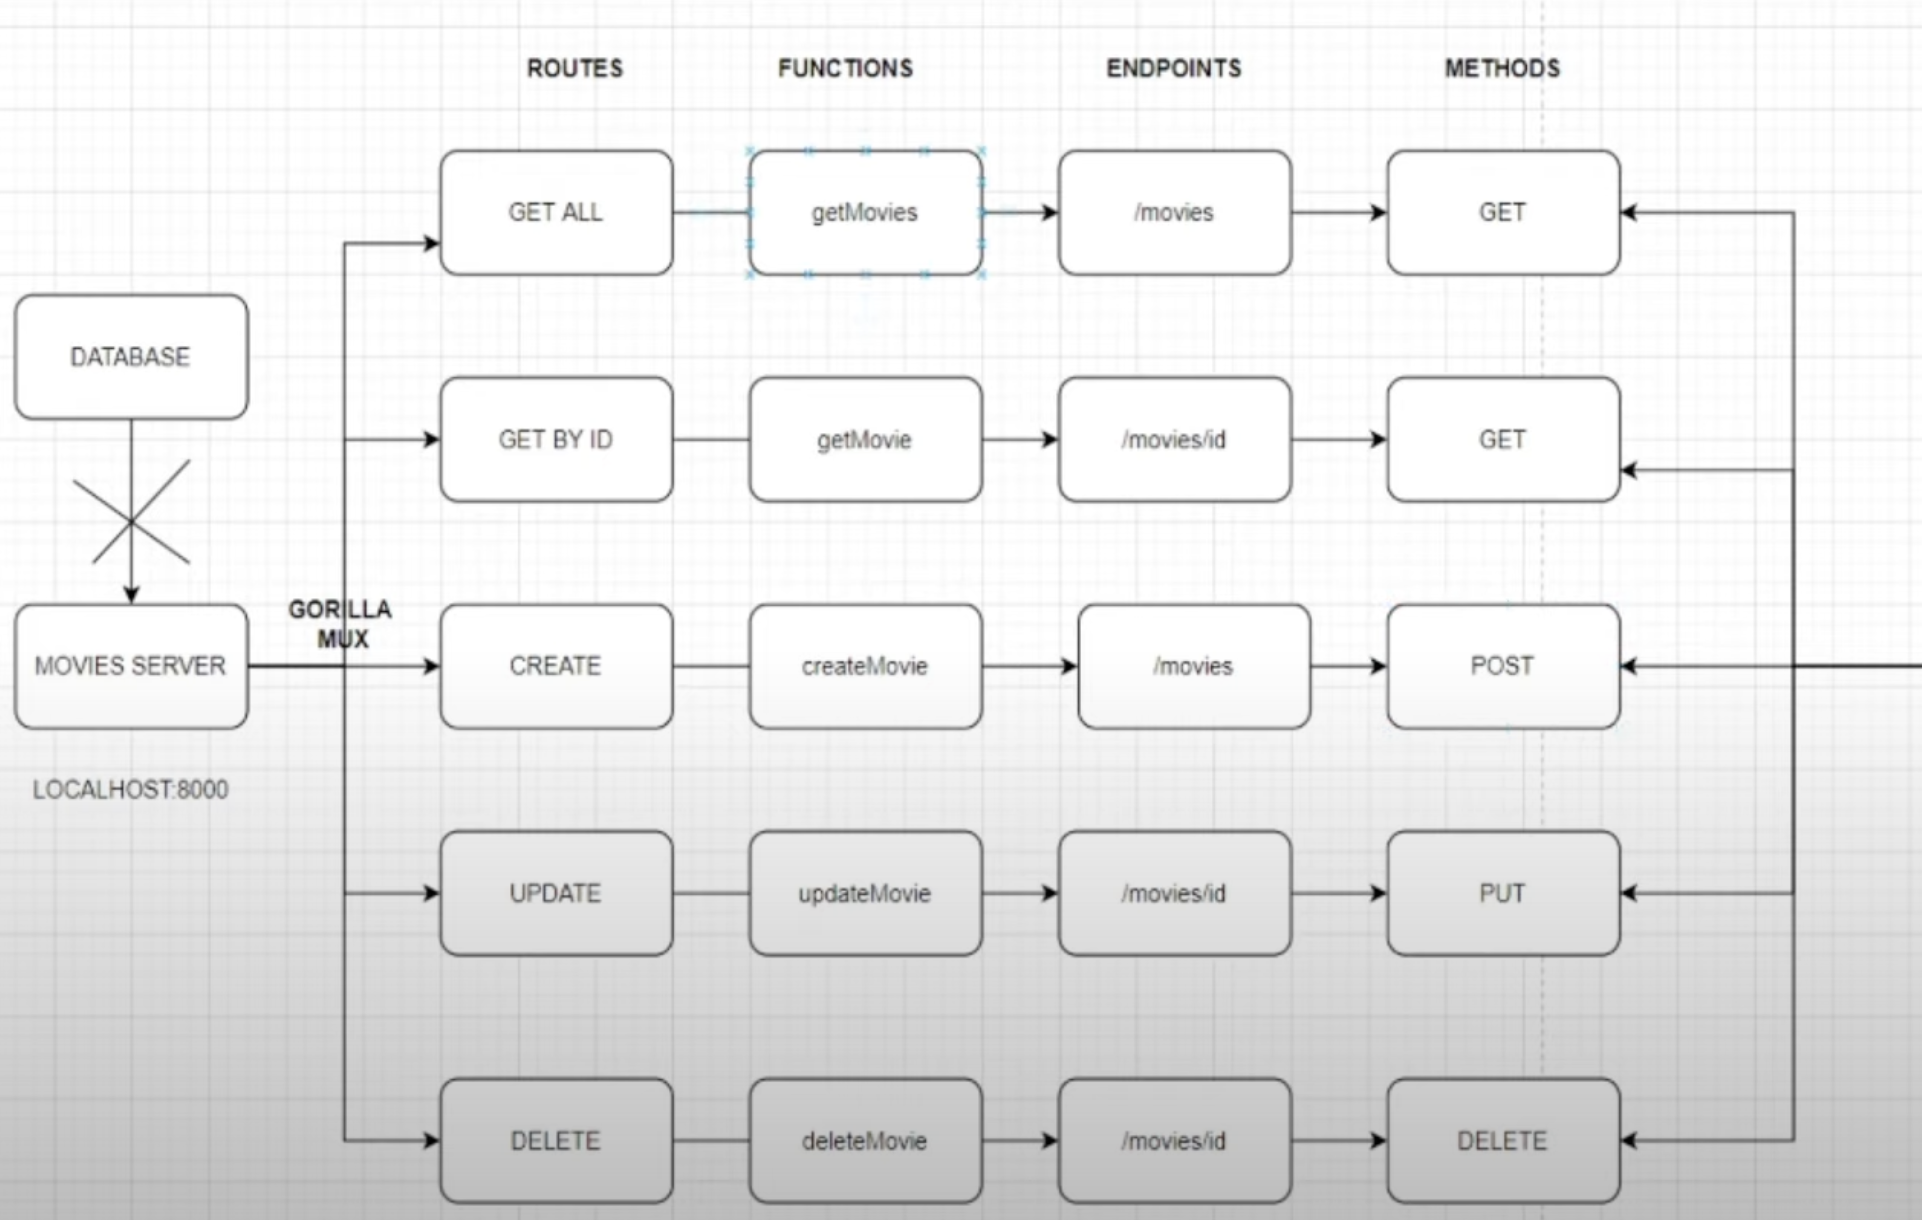 ROUTES FUNCTIONS ENDPOINTS METHODS
GET ALL getMovies /movies GET
DATABASE
GET BY ID getMovie /movies/id GET
GORILLA
MUX
MOVIES SERVER CREATE createMovie /movies POST
LOCALHOST:8000
UPDATE updateMovie /movies/id PUT
DELETE deleteMovie /movies/id DELETE